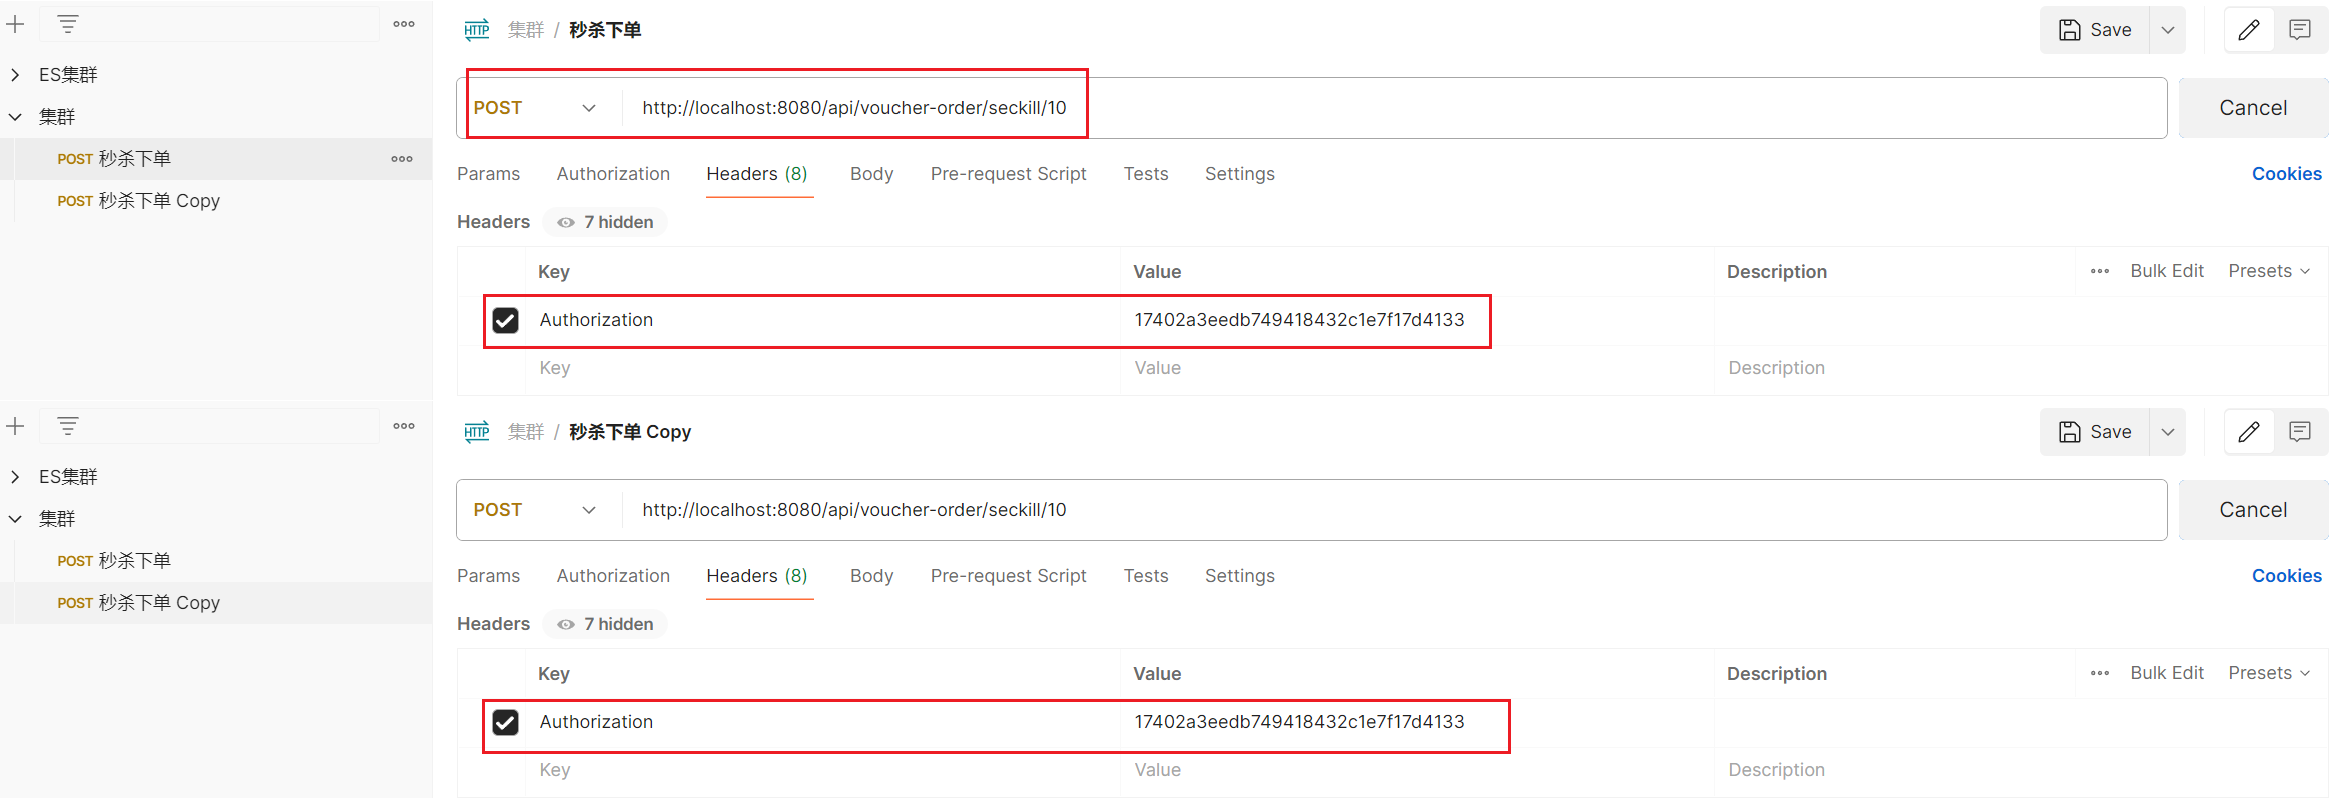 HTTP 集群 / 秒杀下单
Save
ES集群
集群
POST http://localhost:8080/api/voucher-order/seckill/10
Cancel
POST 秒杀下单
POST 秒杀下单 Copy
Params Authorization Headers (8) Body Pre-request Script Tests Settings
Cookies
Headers 7 hidden
Key Value Description Bulk Edit Presets
Authorization 17402a3eedb749418432c1e7f17d4133
Key Value Description
HTTP 集群 / 秒杀下单 Copy
Save
ES集群
集群
POST http://localhost:8080/api/voucher-order/seckill/10
Cancel
POST 秒杀下单
POST 秒杀下单 Copy
Params Authorization Headers (8) Body Pre-request Script Tests Settings
Cookies
Headers 7 hidden
Key Value Description Bulk Edit Presets
Authorization 17402a3eedb749418432c1e7f17d4133
Key Value Description